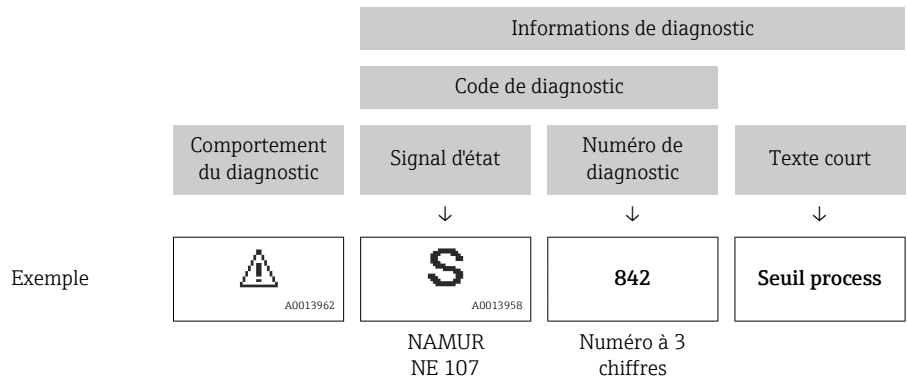 Informations de diagnostic
Code de diagnostic
Comportement
du diagnostic
Signal d'état
Numéro de
diagnostic
Texte court
↓ ↓ ↓
Exemple
A0013962
S
A0013958
842
Seuil process
NAMUR
NE 107
Numéro à 3
chiffres